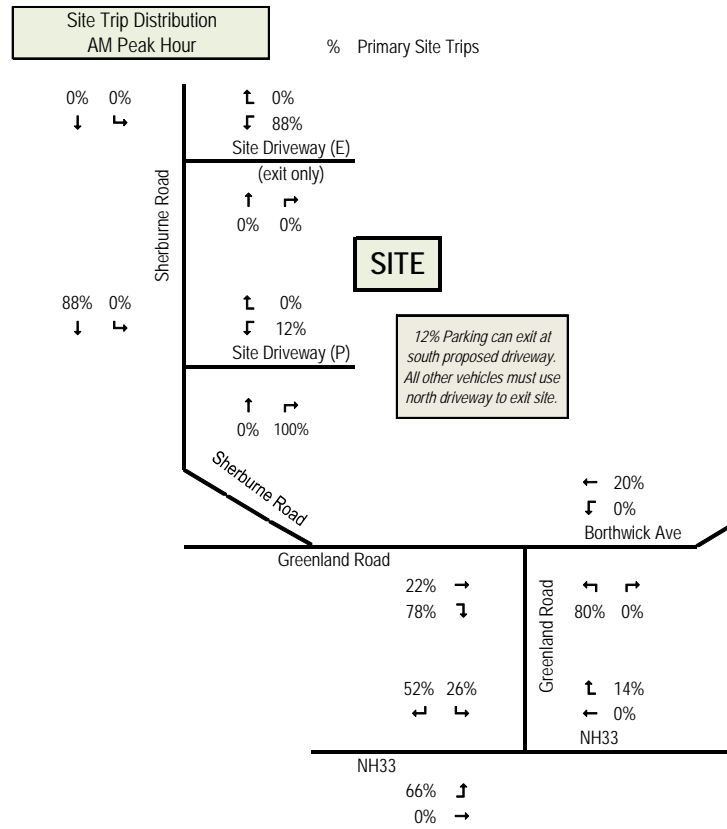 Site Trip Distribution
AM Peak Hour
% Primary Site Trips
0% 0%
0%
88%
Site Driveway (E)
(exit only)
0% 0%
Sherburne Road
SITE
88% 0%
0%
12%
Site Driveway (P)
12% Parking can exit at
south proposed driveway.
All other vehicles must use
north driveway to exit site.
0% 100%
Sherburne Road
20%
0%
Borthwick Ave
Greenland Road
22%
78%
Greenland Road
80% 0%
52% 26%
14%
0%
NH33
NH33
66%
0%